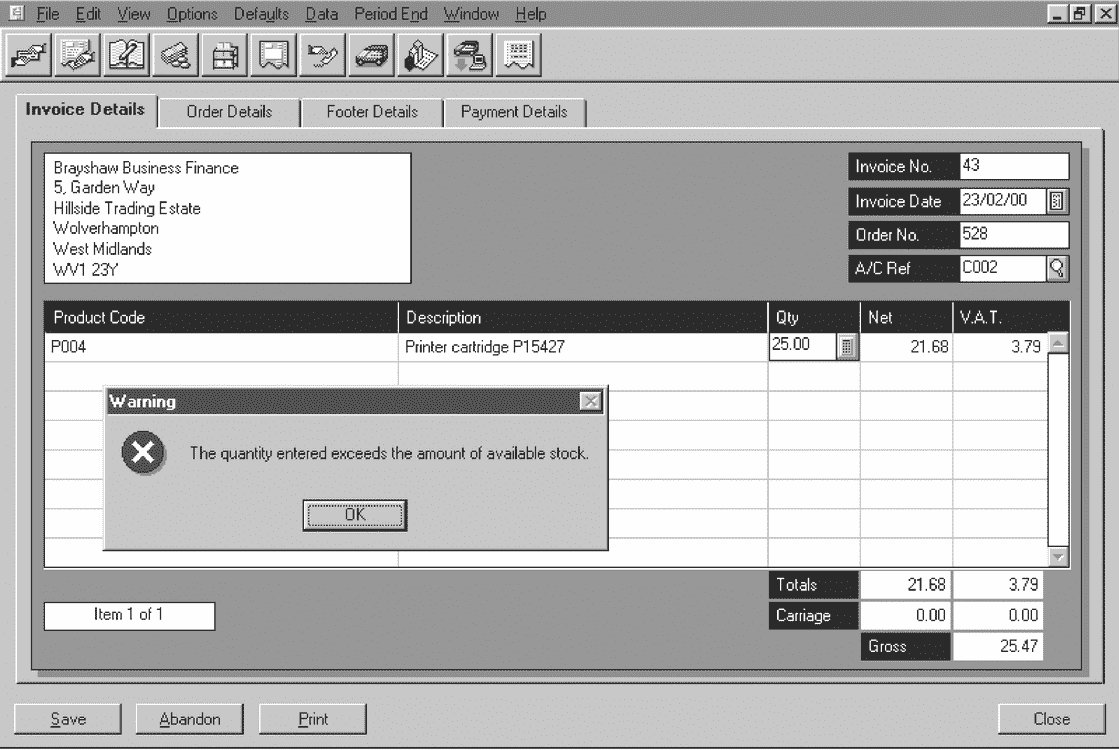 File Edit View Options Defaults Data Period End Window Help
Invoice Details Order Details Footer Details Payment Details
Brayshaw Business Finance
5, Garden Way
Hillside Trading Estate
Wolverhampton
West Midlands
WV1 23Y
Invoice No. 43
Invoice Date 23/02/00
Order No. 528
A/C Ref C002
Product Code Description Qty Net V.A.T.
P004 Printer cartridge P15427 25.00 21.68 3.79
Warning
The quantity entered exceeds the amount of available stock.
OK
Totals 21.68 3.79
Item 1 of 1 Carriage 0.00 0.00
Gross 25.47
Save Abandon Print Close